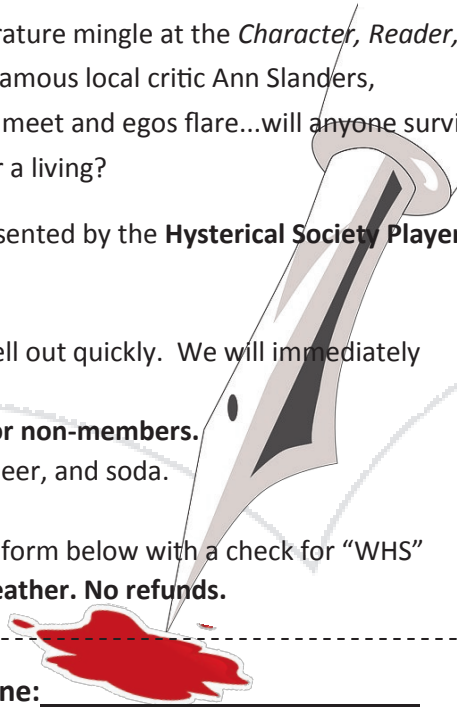 rature mingle at the Character, Reader,
amous local critic Ann Slanders,
meet and egos flare...will anyone survi
r a living?
sented by the Hysterical Society Player
ell out quickly. We will immediately
or non-members.
eer, and soda.
form below with a check for “WHS”
eather. No refunds.
ne: